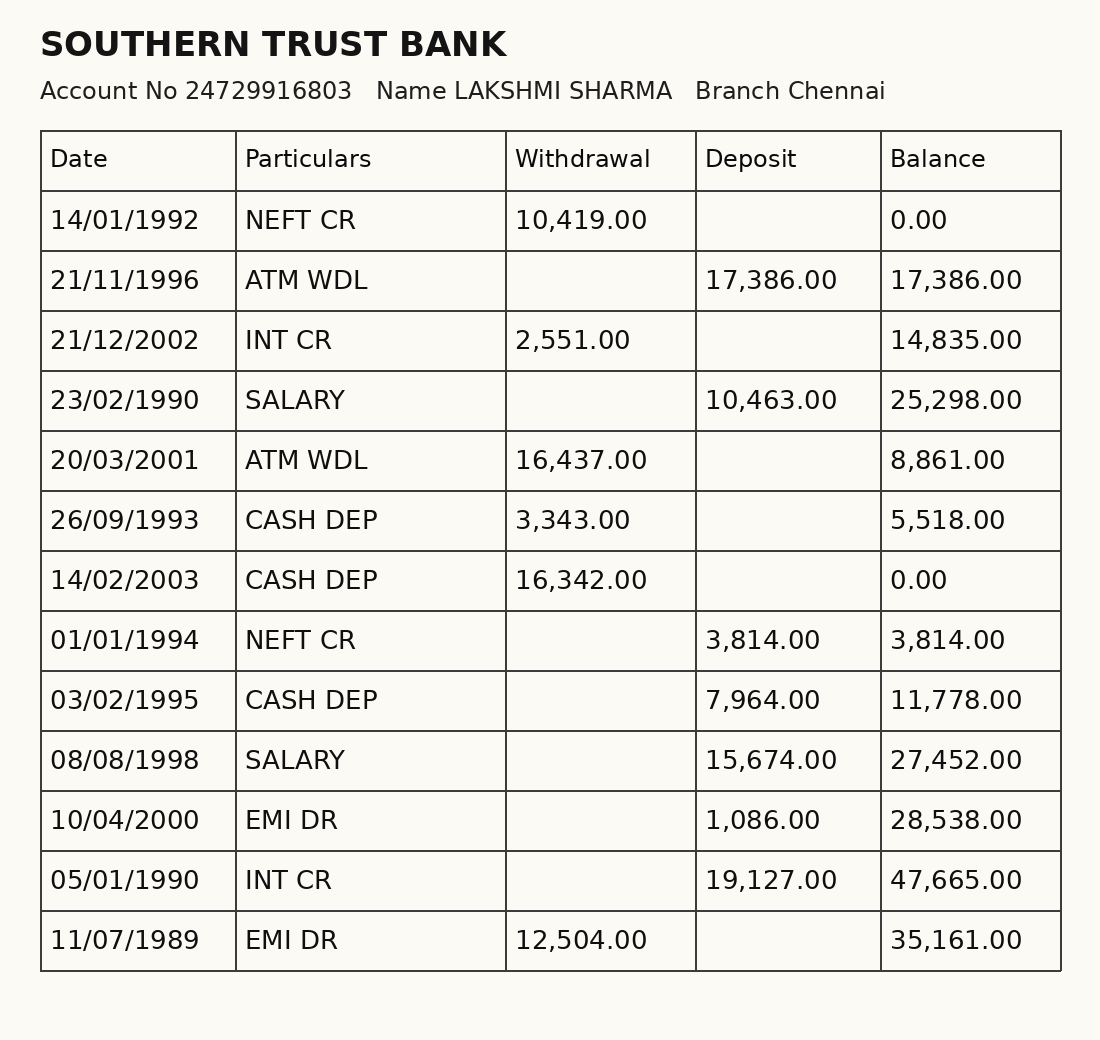 SOUTHERN TRUST BANK
Account No 24729916803 Name LAKSHMI SHARMA Branch Chennai
Date Particulars Withdrawal Deposit Balance
14/01/1992 NEFT CR 10,419.00 0.00
21/11/1996 ATM WDL 17,386.00 17,386.00
21/12/2002 INT CR 2,551.00 14,835.00
23/02/1990 SALARY 10,463.00 25,298.00
20/03/2001 ATM WDL 16,437.00 8,861.00
26/09/1993 CASH DEP 3,343.00 5,518.00
14/02/2003 CASH DEP 16,342.00 0.00
01/01/1994 NEFT CR 3,814.00 3,814.00
03/02/1995 CASH DEP 7,964.00 11,778.00
08/08/1998 SALARY 15,674.00 27,452.00
10/04/2000 EMI DR 1,086.00 28,538.00
05/01/1990 INT CR 19,127.00 47,665.00
11/07/1989 EMI DR 12,504.00 35,161.00